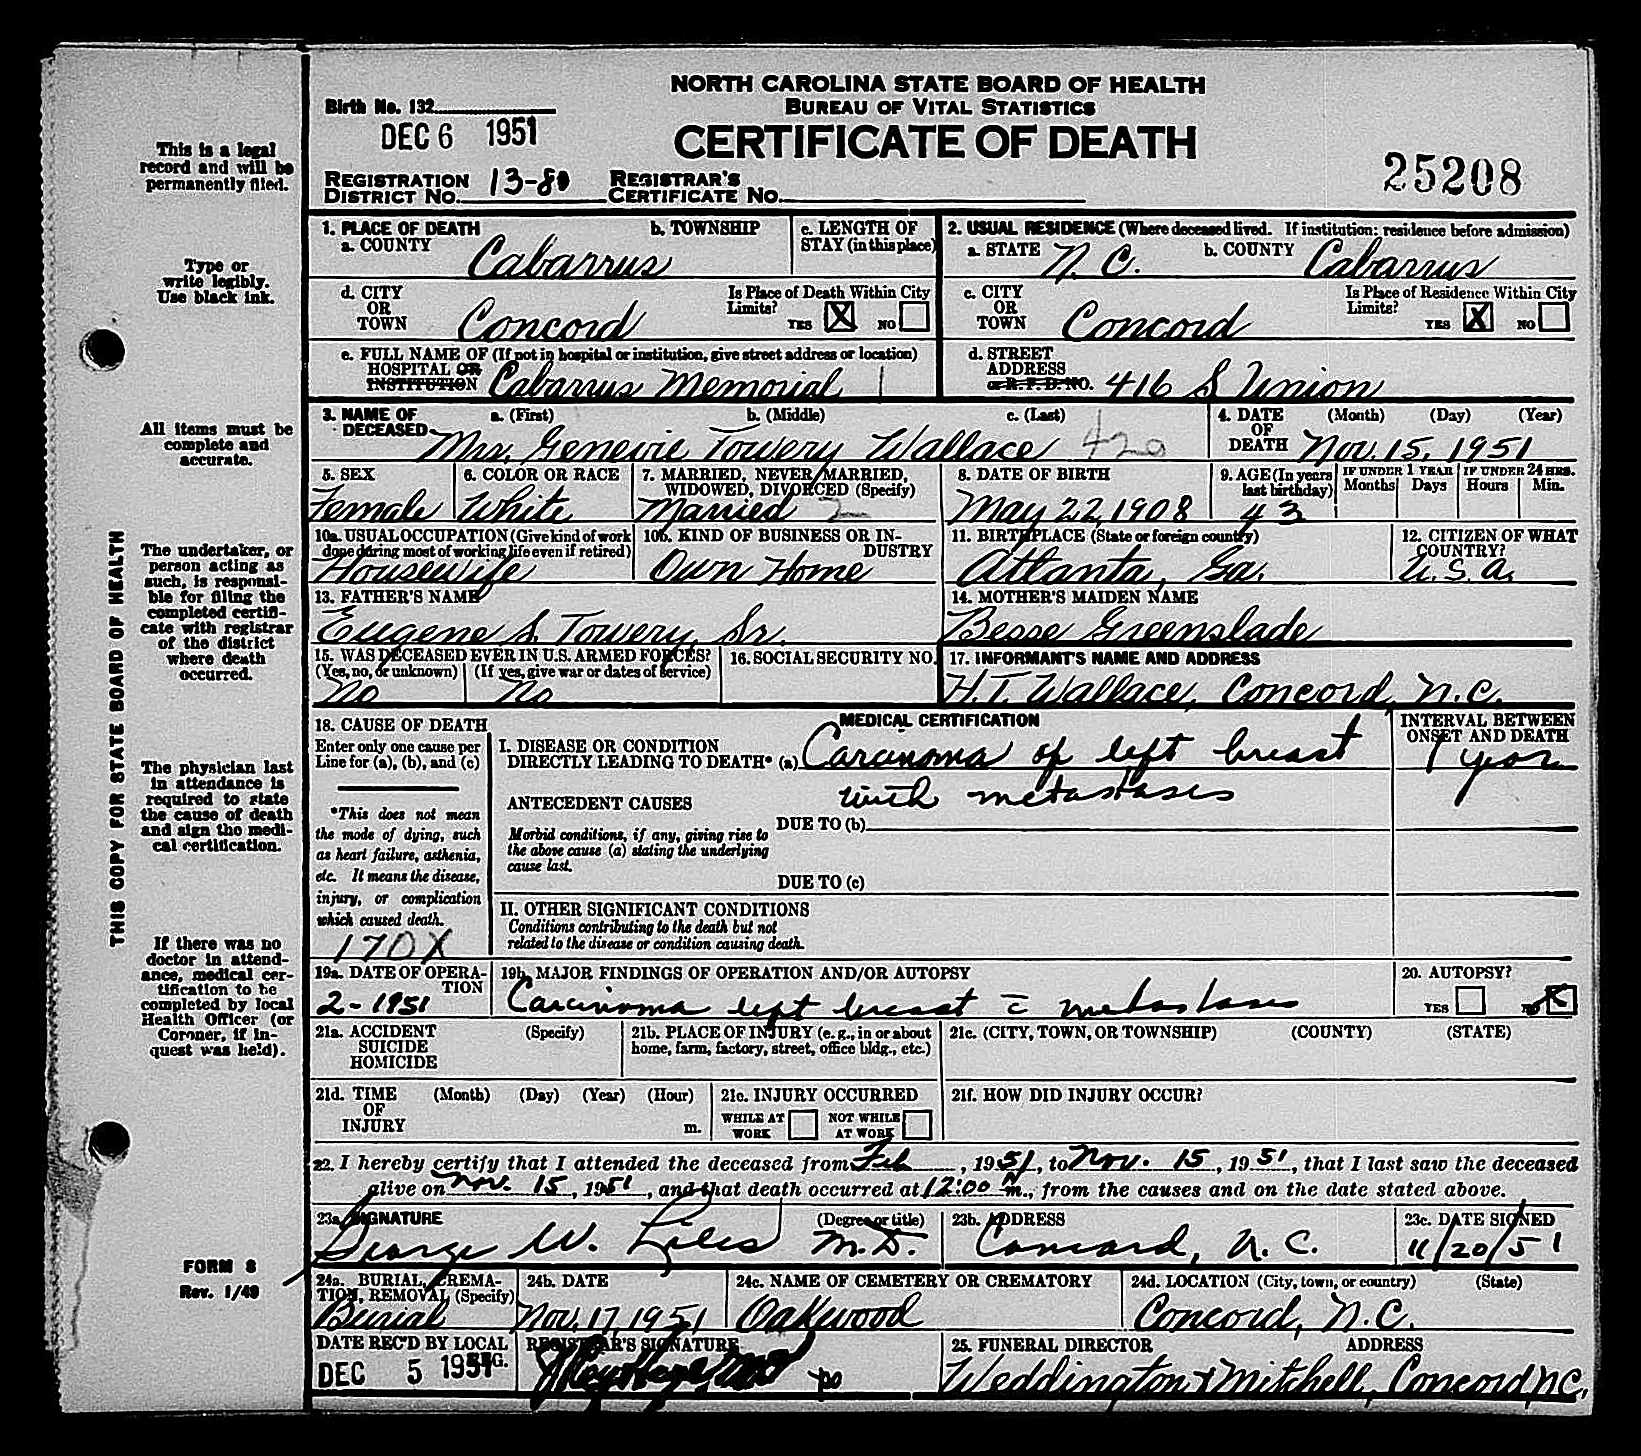 NORTH CAROLINA STATE BOARD OF HEALTH
BUREAU OF VITAL STATISTICS
CERTIFICATE OF DEATH
Birth No. 132
DEC 6 1951
25208
REGISTRATION DISTRICT No. 13-80 REGISTRAR'S CERTIFICATE No.
This is a legal
record and will be
permanently filed.
Type or
write legibly.
Use black ink.
All items must be
complete and
accurate.
The undertaker, or
person acting as
such, is responsi-
ble for filing the
completed certifi-
cate with registrar
of the district
where death
occurred.
The physician last
in attendance is
required to state
the cause of death
and sign the medi-
cal certification.
If there was no
doctor in attend-
ance, medical cer-
tification to be
completed by local
Health Officer (or
Coroner, if in-
quest was held).
FORM 8
Rev. 1/49
THIS COPY FOR STATE BOARD OF HEALTH
1. PLACE OF DEATH
a. COUNTY Cabarrus b. TOWNSHIP c. LENGTH OF STAY (in this place)
2. USUAL RESIDENCE (Where deceased lived. If institution: residence before admission)
a. STATE N. C. b. COUNTY Cabarrus
d. CITY OR TOWN Concord Is Place of Death Within City Limits? YES X NO
c. CITY OR TOWN Concord Is Place of Residence Within City Limits? YES X NO
e. FULL NAME OF (If not in hospital or institution, give street address or location)
HOSPITAL OR INSTITUTION Cabarrus Memorial 1
d. STREET ADDRESS or R. F. D. NO. 416 S Union
3. NAME OF DECEASED a. (First) b. (Middle) c. (Last)
Mrs. Genevie Towery Wallace 420
4. DATE OF DEATH (Month) (Day) (Year)
Nov. 15, 1951
5. SEX Female
6. COLOR OR RACE White
7. MARRIED, NEVER MARRIED, WIDOWED, DIVORCED (Specify) Married 2
8. DATE OF BIRTH May 22, 1908
9. AGE (In years last birthday) 43 IF UNDER 1 YEAR Months Days IF UNDER 24 HRS. Hours Min.
10a. USUAL OCCUPATION (Give kind of work done during most of working life even if retired) Housewife
10b. KIND OF BUSINESS OR INDUSTRY Own Home
11. BIRTHPLACE (State or foreign country) Atlanta, Ga.
12. CITIZEN OF WHAT COUNTRY? U.S.A.
13. FATHER'S NAME Eugene S. Towery, Sr.
14. MOTHER'S MAIDEN NAME Besse Greenslade
15. WAS DECEASED EVER IN U.S. ARMED FORCES?
(Yes, no, or unknown) No (If yes, give war or dates of service) No
16. SOCIAL SECURITY NO.
17. INFORMANT'S NAME AND ADDRESS
H.T. Wallace, Concord, N.C.
18. CAUSE OF DEATH
Enter only one cause per
Line for (a), (b), and (c)
*This does not mean
the mode of dying, such
as heart failure, asthenia,
etc. It means the disease,
injury, or complication
which caused death.
170X
MEDICAL CERTIFICATION
INTERVAL BETWEEN ONSET AND DEATH
I. DISEASE OR CONDITION
DIRECTLY LEADING TO DEATH* (a) Carcinoma of left breast 1 year
ANTECEDENT CAUSES with metastases
DUE TO (b)
Morbid conditions, if any, giving rise to
the above cause (a) stating the underlying
cause last.
DUE TO (c)
II. OTHER SIGNIFICANT CONDITIONS
Conditions contributing to the death but not
related to the disease or condition causing death.
19a. DATE OF OPERATION 2-1951
19b. MAJOR FINDINGS OF OPERATION AND/OR AUTOPSY
Carcinoma left breast c̄ metastases
20. AUTOPSY? YES NO X
21a. ACCIDENT SUICIDE HOMICIDE (Specify)
21b. PLACE OF INJURY (e. g., in or about home, farm, factory, street, office bldg., etc.)
21c. (CITY, TOWN, OR TOWNSHIP) (COUNTY) (STATE)
21d. TIME OF INJURY (Month) (Day) (Year) (Hour) m.
21e. INJURY OCCURRED WHILE AT WORK NOT WHILE AT WORK
21f. HOW DID INJURY OCCUR?
22. I hereby certify that I attended the deceased from Feb, 1951, to Nov. 15, 1951, that I last saw the deceased
alive on Nov. 15, 1951, and that death occurred at 12:00 N m., from the causes and on the date stated above.
23a. SIGNATURE (Degree or title)
George W. Liles M.D.
23b. ADDRESS Concord, N.C.
23c. DATE SIGNED 11/20/51
24a. BURIAL, CREMATION, REMOVAL (Specify) Burial
24b. DATE Nov. 17, 1951
24c. NAME OF CEMETERY OR CREMATORY Oakwood
24d. LOCATION (City, town, or county) (State)
Concord, N.C.
DATE REC'D BY LOCAL REG. DEC 5 1951
REGISTRAR'S SIGNATURE
25. FUNERAL DIRECTOR ADDRESS
Weddington & Mitchell, Concord, N.C.